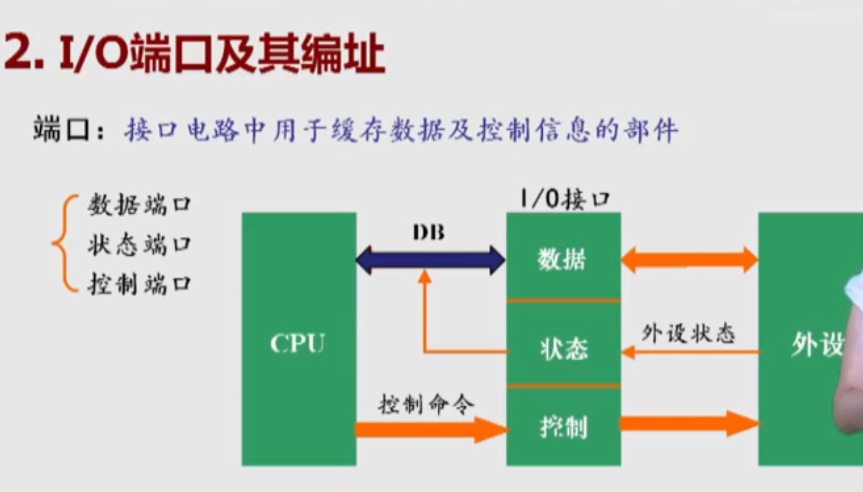 2. I/O端口及其编址
端口：接口电路中用于缓存数据及控制信息的部件
数据端口
状态端口
控制端口
I/O接口
DB
数据
CPU
状态
外设状态
外设
控制命令
控制